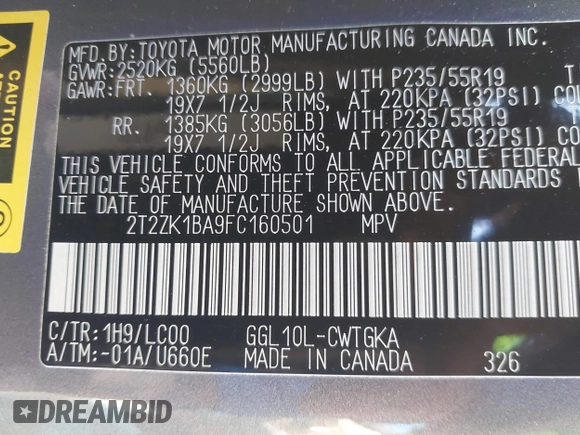 MFD. BY: TOYOTA MOTOR MANUFACTURING CANADA INC.
GVWR: 2520KG (5560LB)
GAWR: FRT. 1360KG (2999LB) WITH P235/55R19 T
19X7 1/2J RIMS, AT 220KPA (32PSI) COL
RR. 1385KG (3056LB) WITH P235/55R19 T
19X7 1/2J RIMS, AT 220KPA (32PSI) CO
THIS VEHICLE CONFORMS TO ALL APPLICABLE FEDERAL
VEHICLE SAFETY AND THEFT PREVENTION STANDARDS
THE DATE OF MANUFACTURE SHOWN ABOVE.
2T2ZK1BA9FC160501 MPV
C/TR: 1H9/LC00 GGL10L-CWTGKA
A/TM: -01A/U660E MADE IN CANADA 326
CAUTION
DREAMBID